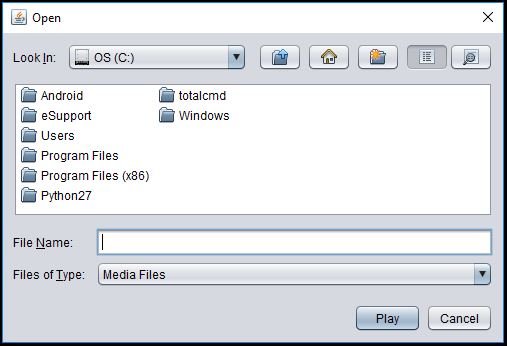 Open
Look In: OS (C:)
Android
eSupport
Users
Program Files
Program Files (x86)
Python27
totalcmd
Windows
File Name:
Files of Type: Media Files
Play Cancel